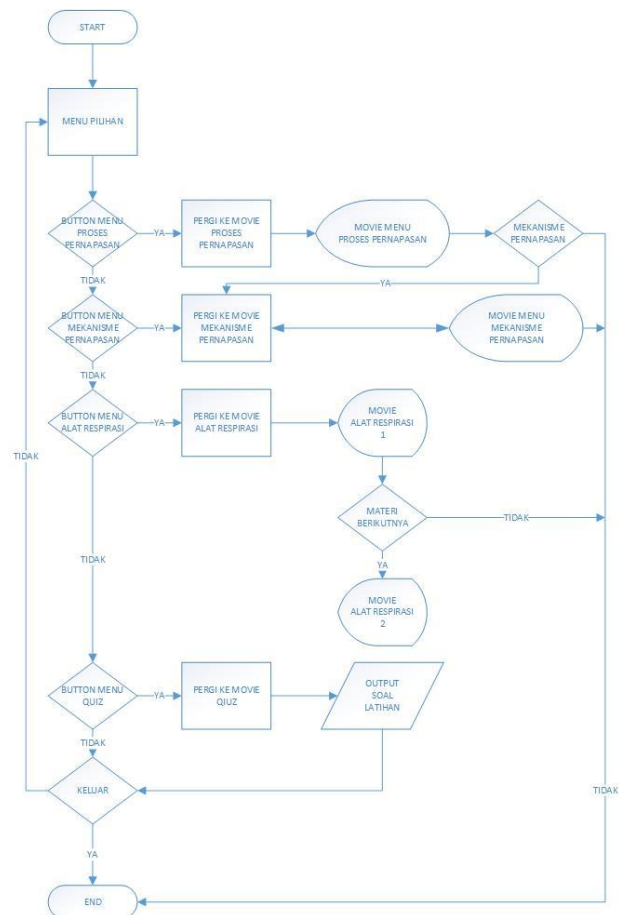 START
MENU PILIHAN
BUTTON MENU
PROSES
PERNAPASAN
YA
PERGI KE MOVIE
PROSES
PERNAPASAN
MOVIE MENU
PROSES PERNAPASAN
MEKANISME
PERNAPASAN
TIDAK
YA
BUTTON MENU
MEKANISME
PERNAPASAN
YA
PERGI KE MOVIE
MEKANISME
PERNAPASAN
MOVIE MENU
MEKANISME
PERNAPASAN
TIDAK
BUTTON MENU
ALAT RESPIRASI
YA
PERGI KE MOVIE
ALAT RESPIRASI
MOVIE
ALAT RESPIRASI
1
TIDAK
MATERI
BERIKUTNYA
TIDAK
TIDAK
YA
MOVIE
ALAT RESPIRASI
2
BUTTON MENU
QUIZ
YA
PERGI KE MOVIE
QIUZ
OUTPUT
SOAL
LATIHAN
TIDAK
KELUAR
TIDAK
YA
END